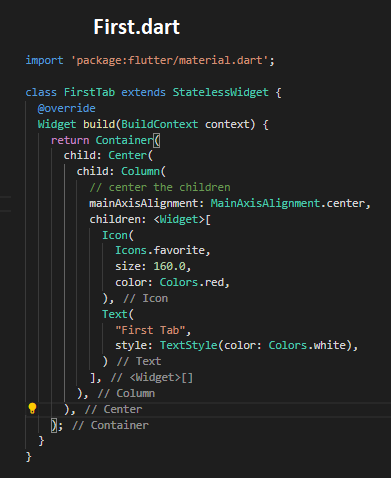 First.dart
import 'package:flutter/material.dart';
class FirstTab extends StatelessWidget {
  @override
  Widget build(BuildContext context) {
    return Container(
      child: Center(
        child: Column(
          // center the children
          mainAxisAlignment: MainAxisAlignment.center,
          children: <Widget>[
            Icon(
              Icons.favorite,
              size: 160.0,
              color: Colors.red,
            ), // Icon
            Text(
              "First Tab",
              style: TextStyle(color: Colors.white),
            ) // Text
          ], // <Widget>[]
        ), // Column
      ), // Center
    ); // Container
  }
}